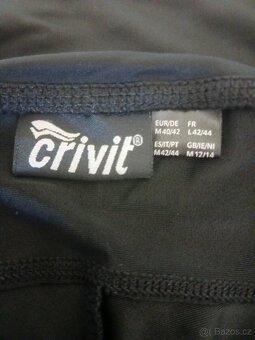 crivit®
EUR/DE FR
M 40/42 L 42/44
ES/IT/PT GB/IE/NI
M 42/44 M 12/14
Bazoš.cz